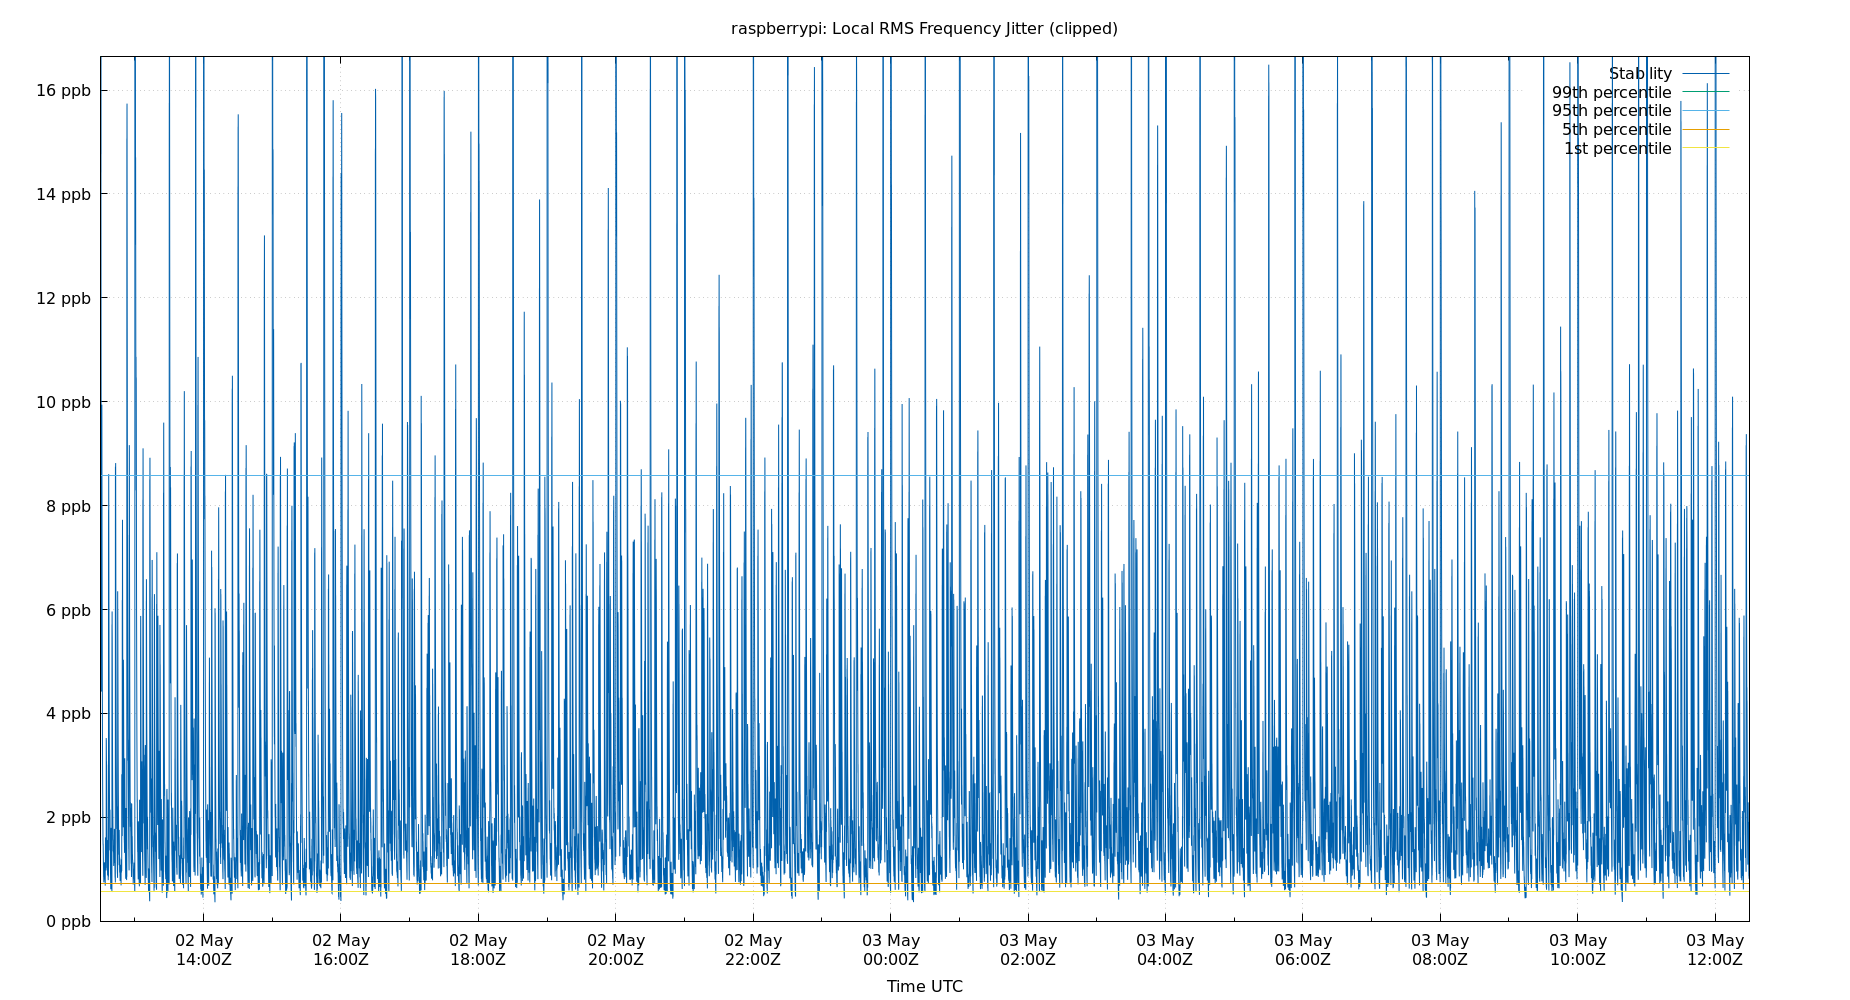 raspberrypi: Local RMS Frequency Jitter (clipped)
Stability
99th percentile
95th percentile
5th percentile
1st percentile
16 ppb
14 ppb
12 ppb
10 ppb
8 ppb
6 ppb
4 ppb
2 ppb
0 ppb
02 May 02 May 02 May 02 May 02 May 03 May 03 May 03 May 03 May 03 May 03 May 03 May
14:00Z 16:00Z 18:00Z 20:00Z 22:00Z 00:00Z 02:00Z 04:00Z 06:00Z 08:00Z 10:00Z 12:00Z
Time UTC